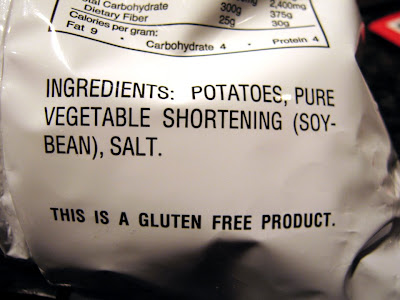 Total Carbohydrate 300g 375g
Dietary Fiber 25g 30g
Calories per gram:
Fat 9 • Carbohydrate 4 • Protein 4
INGREDIENTS: POTATOES, PURE
VEGETABLE SHORTENING (SOY-
BEAN), SALT.
THIS IS A GLUTEN FREE PRODUCT.